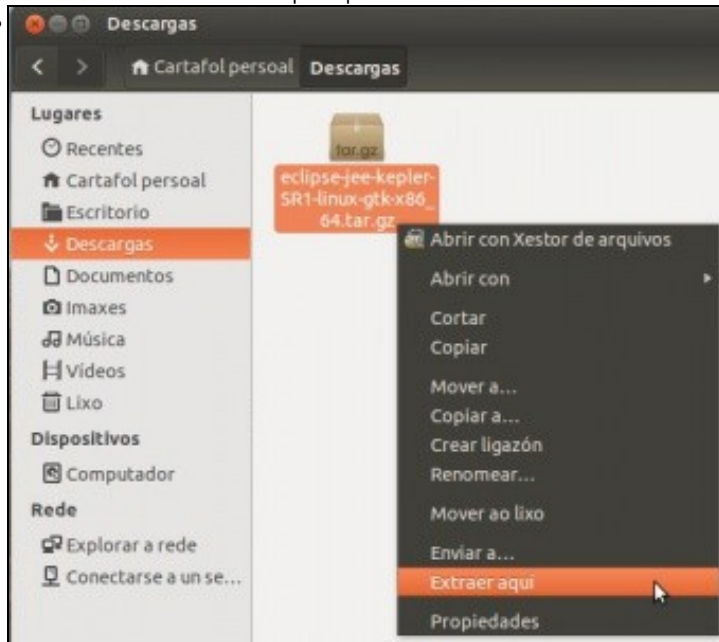 Descargas
Cartafol persoal Descargas
Lugares
Recentes
Cartafol persoal
Escritorio
Descargas
Documentos
Imaxes
Música
Vídeos
Lixo
Dispositivos
Computador
Rede
Explorar a rede
Conectarse a un se...
tar.gz
eclipse-jee-kepler-
SR1-linux-gtk-x86_
64.tar.gz
Abrir con Xestor de arquivos
Abrir con
Cortar
Copiar
Mover a...
Copiar a...
Crear ligazón
Renomear...
Mover ao lixo
Enviar a...
Extraer aquí
Propiedades